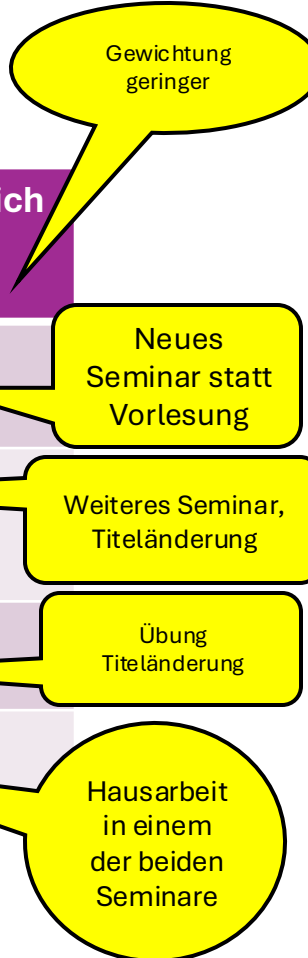 Gewichtung
geringer
ich
Neues
Seminar statt
Vorlesung
Weiteres Seminar,
Titeländerung
Übung
Titeländerung
Hausarbeit
in einem
der beiden
Seminare